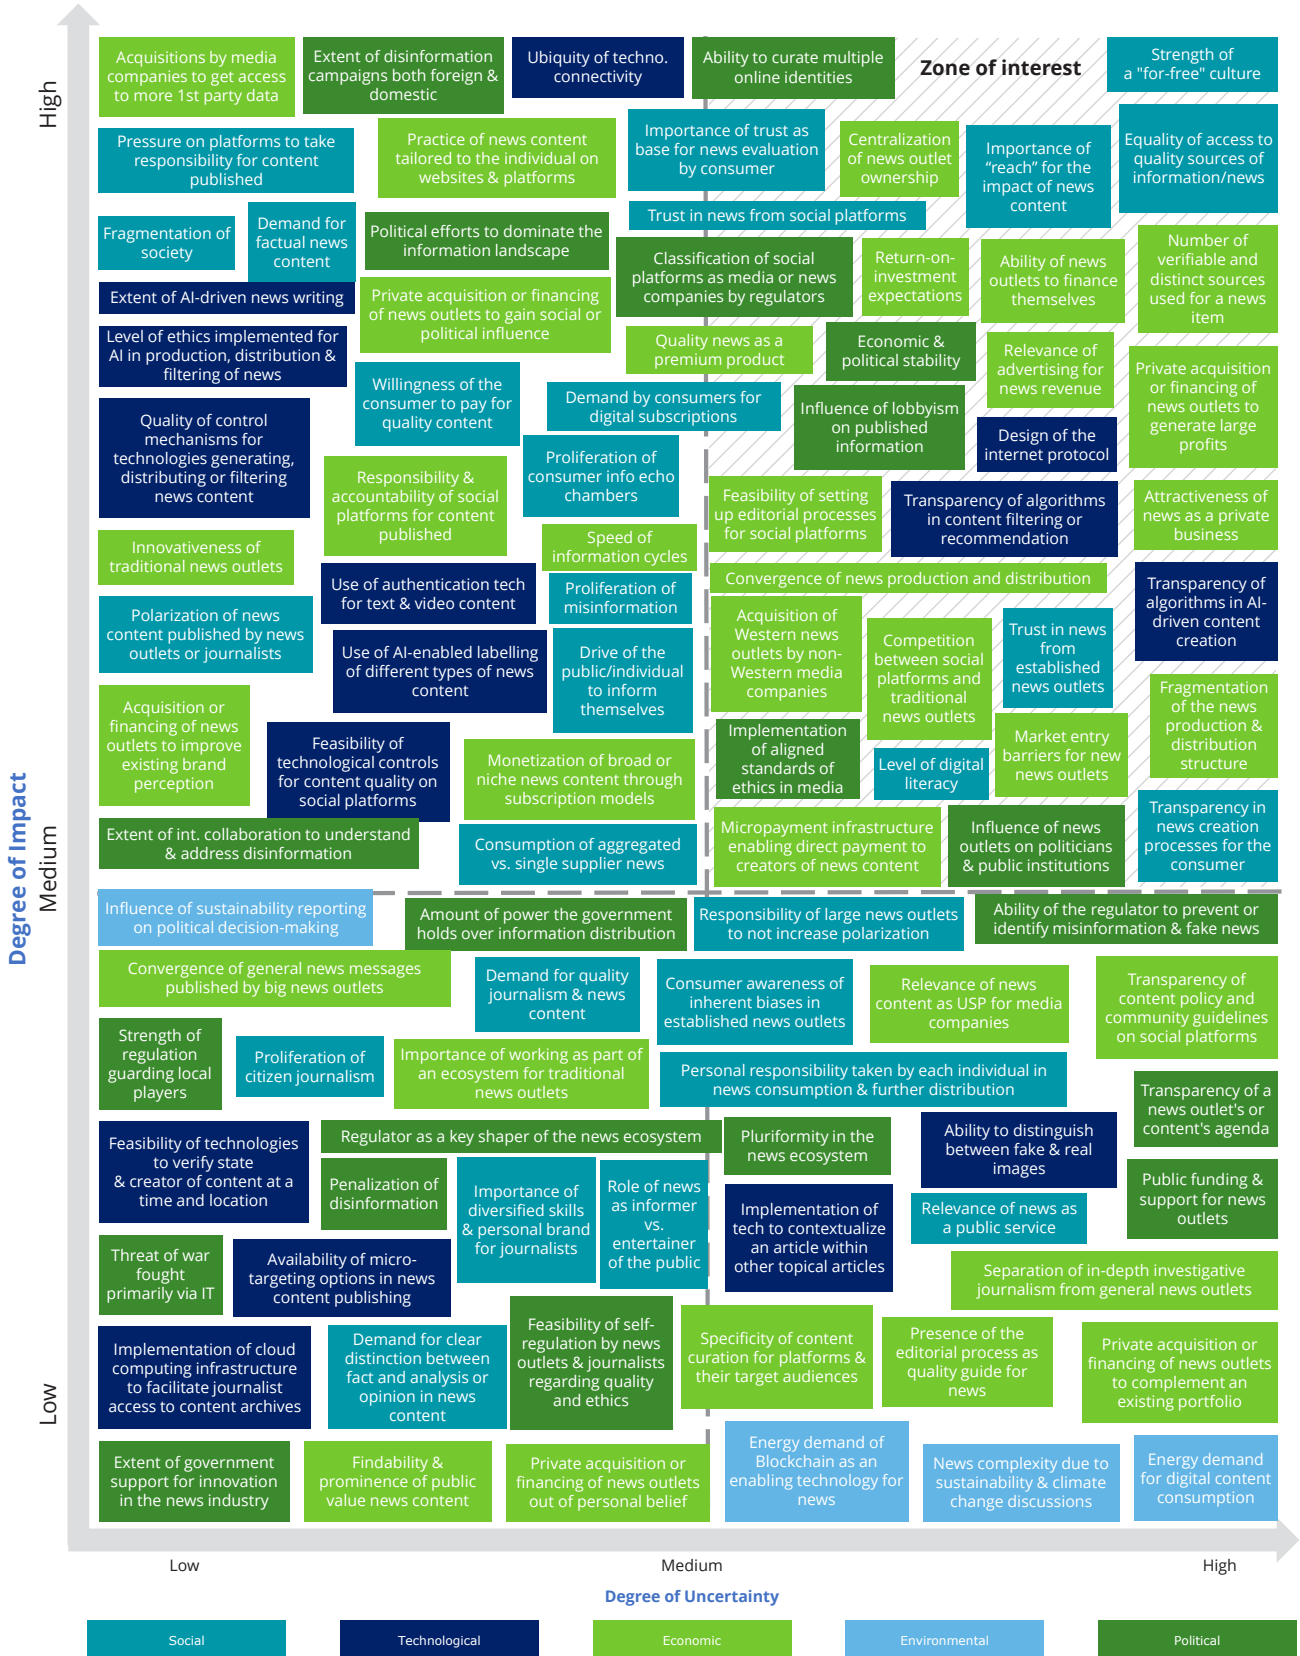 Acquisitions by media
companies to get access
to more 1st party data
Extent of disinformation
campaigns both foreign &
domestic
Ubiquity of techno.
connectivity
Ability to curate multiple
online identities
Zone of interest
Strength of
a "for-free" culture
High
Pressure on platforms to take
responsibility for content
published
Practice of news content
tailored to the individual on
websites & platforms
Importance of trust as
base for news evaluation
by consumer
Centralization
of news outlet
ownership
Importance of
“reach” for the
impact of news
content
Equality of access to
quality sources of
information/news
Trust in news from social platforms
Fragmentation of
society
Demand for
factual news
content
Political efforts to dominate the
information landscape
Classification of social
platforms as media or news
companies by regulators
Return-on-
investment
expectations
Ability of news
outlets to finance
themselves
Number of
verifiable and
distinct sources
used for a news
item
Extent of AI-driven news writing
Private acquisition or financing
of news outlets to gain social or
political influence
Level of ethics implemented for
AI in production, distribution &
filtering of news
Quality news as a
premium product
Economic &
political stability
Relevance of
advertising for
news revenue
Private acquisition
or financing of
news outlets to
generate large
profits
Willingness of the
consumer to pay for
quality content
Demand by consumers for
digital subscriptions
Influence of lobbyism
on published
information
Design of the
internet protocol
Quality of control
mechanisms for
technologies generating,
distributing or filtering
news content
Proliferation of
consumer info echo
chambers
Responsibility &
accountability of social
platforms for content
published
Feasibility of setting
up editorial processes
for social platforms
Transparency of algorithms
in content filtering or
recommendation
Attractiveness of
news as a private
business
Innovativeness of
traditional news outlets
Speed of
information cycles
Use of authentication tech
for text & video content
Proliferation of
misinformation
Convergence of news production and distribution
Transparency of
algorithms in AI-
driven content
creation
Polarization of news
content published by news
outlets or journalists
Acquisition of
Western news
outlets by non-
Western media
companies
Competition
between social
platforms and
traditional
news outlets
Trust in news
from
established
news outlets
Use of AI-enabled labelling
of different types of news
content
Drive of the
public/individual
to inform
themselves
Fragmentation
of the news
production &
distribution
structure
Acquisition or
financing of news
outlets to improve
existing brand
perception
Feasibility of
technological controls
for content quality on
social platforms
Monetization of broad or
niche news content through
subscription models
Implementation
of aligned
standards of
ethics in media
Level of digital
literacy
Market entry
barriers for new
news outlets
Degree of Impact
Medium
Extent of int. collaboration to understand
& address disinformation
Consumption of aggregated
vs. single supplier news
Micropayment infrastructure
enabling direct payment to
creators of news content
Influence of news
outlets on politicians
& public institutions
Transparency in
news creation
processes for the
consumer
Influence of sustainability reporting
on political decision-making
Amount of power the government
holds over information distribution
Responsibility of large news outlets
to not increase polarization
Ability of the regulator to prevent or
identify misinformation & fake news
Convergence of general news messages
published by big news outlets
Demand for quality
journalism & news
content
Consumer awareness of
inherent biases in
established news outlets
Relevance of news
content as USP for media
companies
Transparency of
content policy and
community guidelines
on social platforms
Strength of
regulation
guarding local
players
Proliferation of
citizen journalism
Importance of working as part of
an ecosystem for traditional
news outlets
Personal responsibility taken by each individual in
news consumption & further distribution
Transparency of a
news outlet's or
content's agenda
Feasibility of technologies
to verify state
& creator of content at a
time and location
Regulator as a key shaper of the news ecosystem
Pluriformity in the
news ecosystem
Ability to distinguish
between fake & real
images
Penalization of
disinformation
Importance of
diversified skills
& personal brand
for journalists
Role of news
as informer
vs.
entertainer
of the public
Implementation of
tech to contextualize
an article within
other topical articles
Relevance of news as
a public service
Public funding &
support for news
outlets
Threat of war
fought
primarily via IT
Availability of micro-
targeting options in news
content publishing
Separation of in-depth investigative
journalism from general news outlets
Low
Implementation of cloud
computing infrastructure
to facilitate journalist
access to content archives
Demand for clear
distinction between
fact and analysis or
opinion in news
content
Feasibility of self-
regulation by news
outlets & journalists
regarding quality
and ethics
Specificity of content
curation for platforms &
their target audiences
Presence of the
editorial process as
quality guide for
news
Private acquisition or
financing of news outlets
to complement an
existing portfolio
Extent of government
support for innovation
in the news industry
Findability &
prominence of public
value news content
Private acquisition or
financing of news outlets
out of personal belief
Energy demand of
Blockchain as an
enabling technology for
news
News complexity due to
sustainability & climate
change discussions
Energy demand
for digital content
consumption
Low
Medium
High
Degree of Uncertainty
Social
Technological
Economic
Environmental
Political